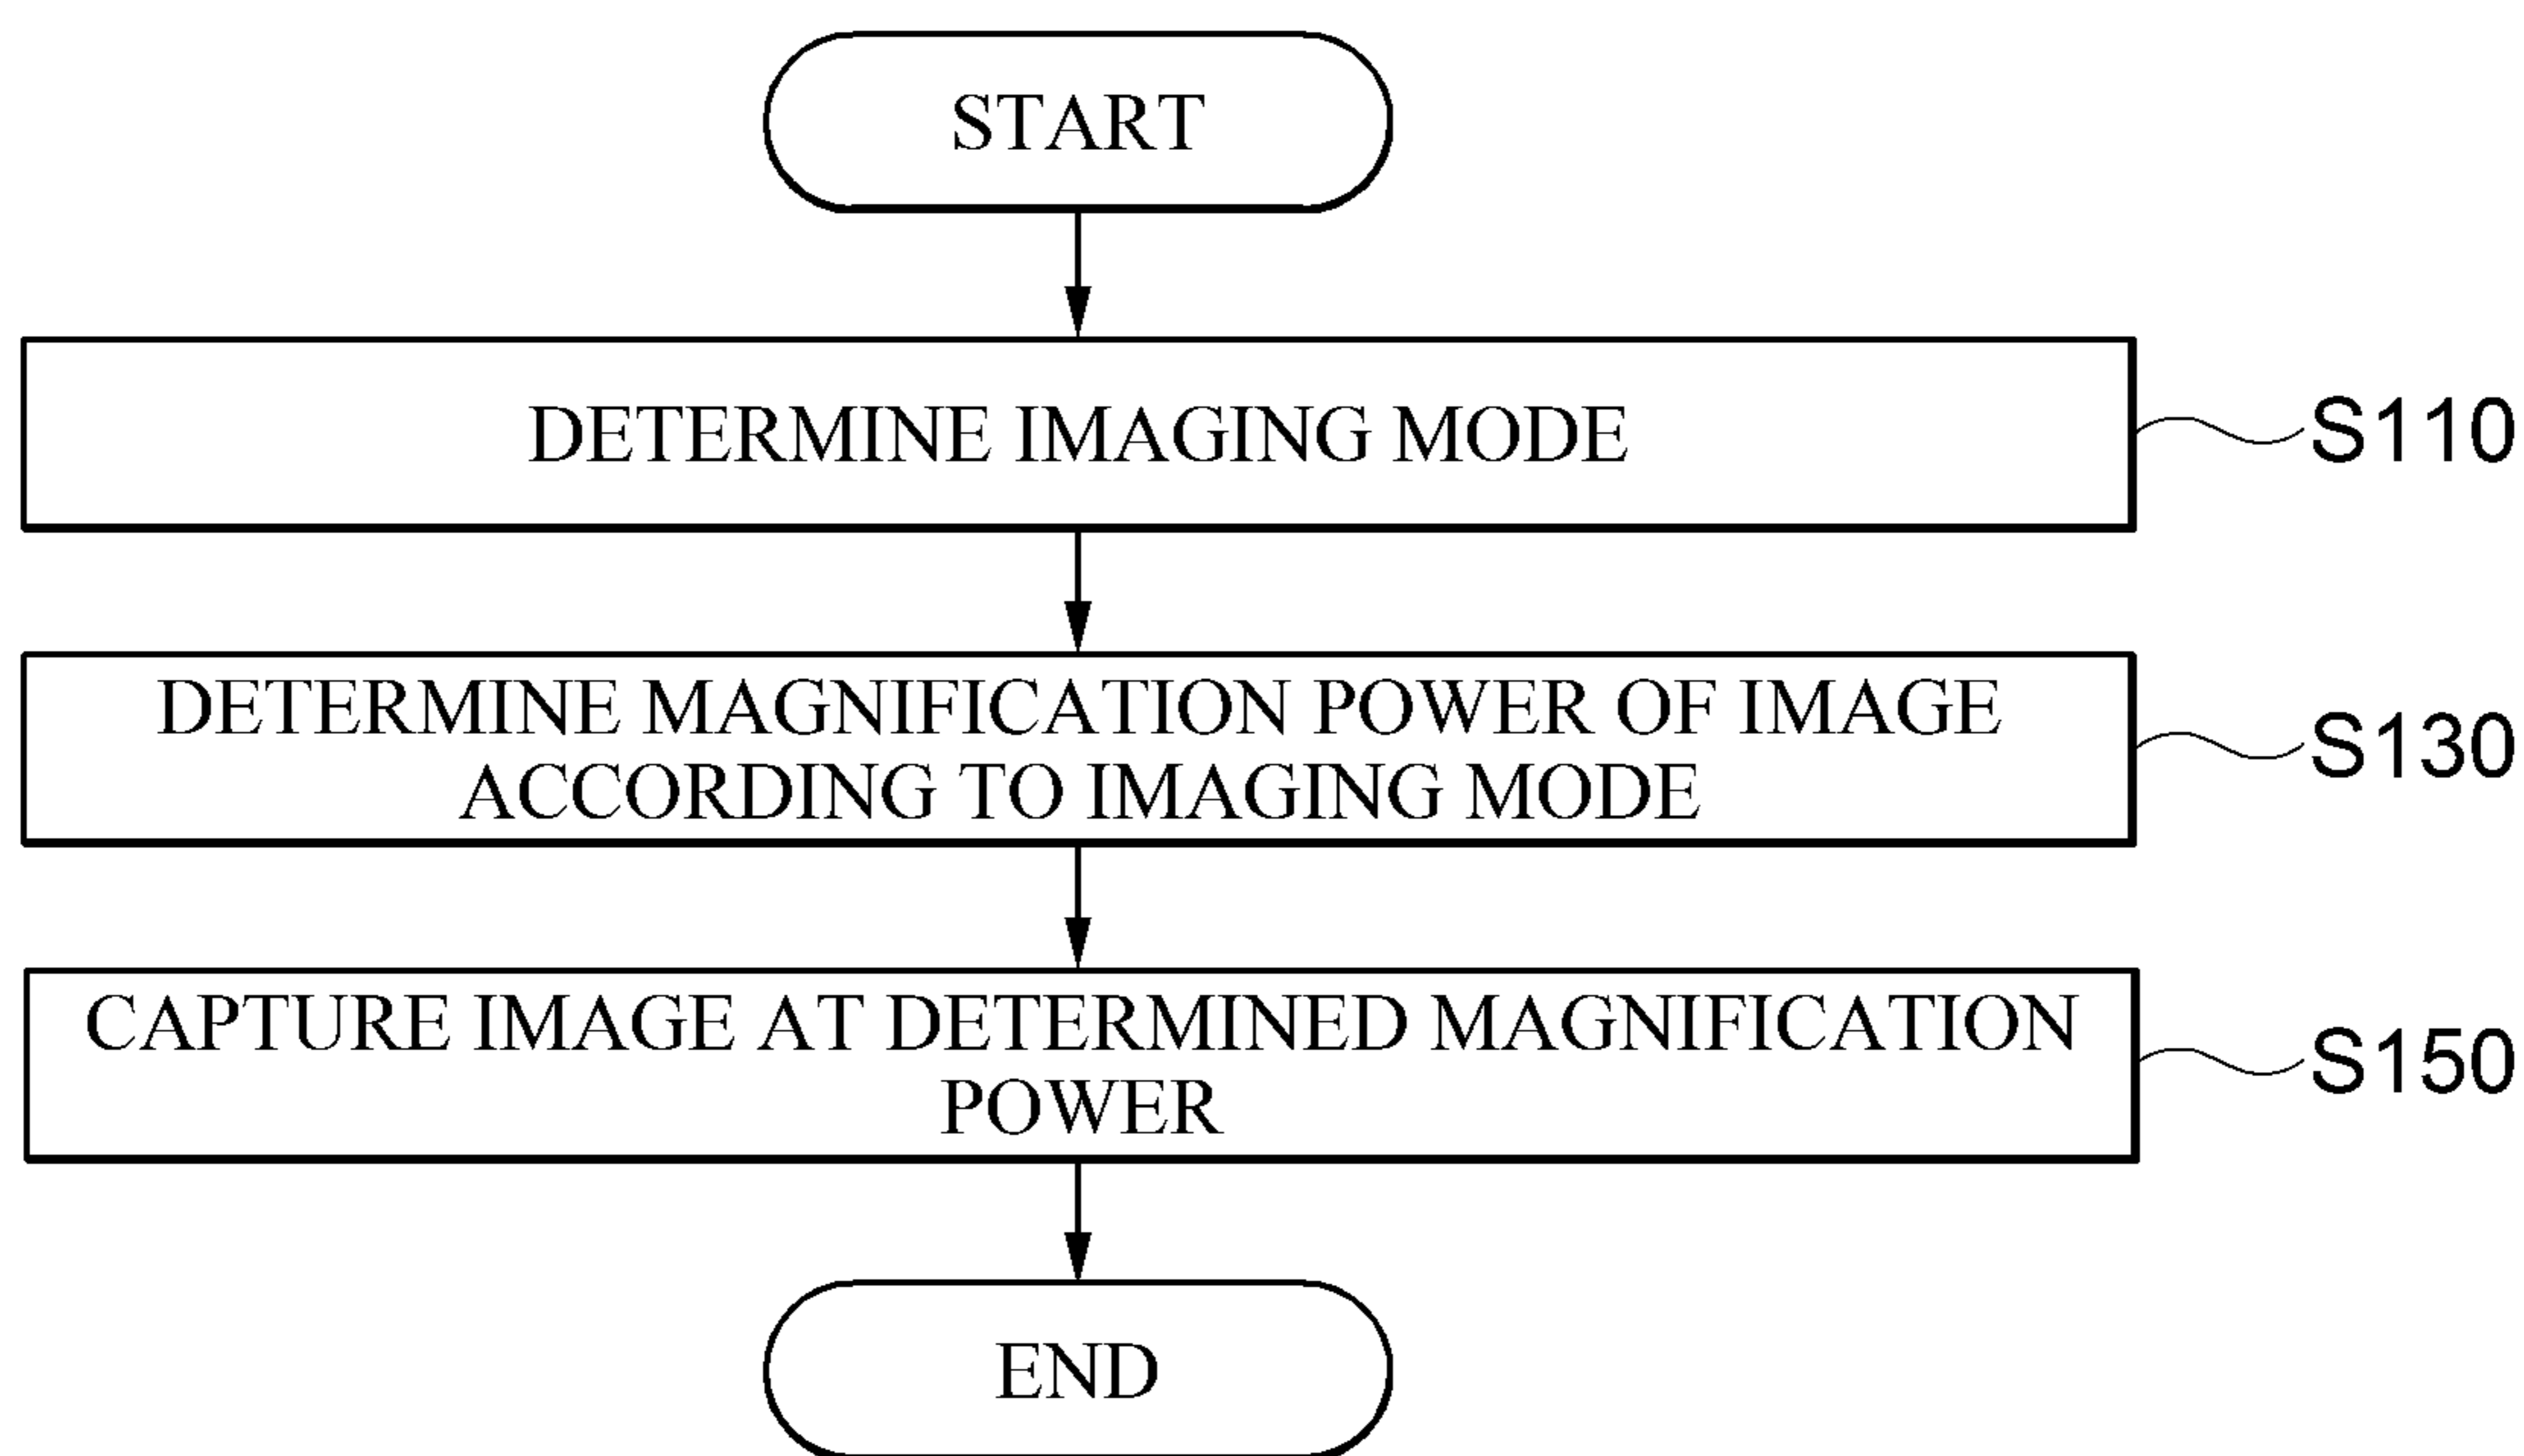 START
DETERMINE IMAGING MODE
S110
DETERMINE MAGNIFICATION POWER OF IMAGE
ACCORDING TO IMAGING MODE
S130
CAPTURE IMAGE AT DETERMINED MAGNIFICATION
POWER
S150
END